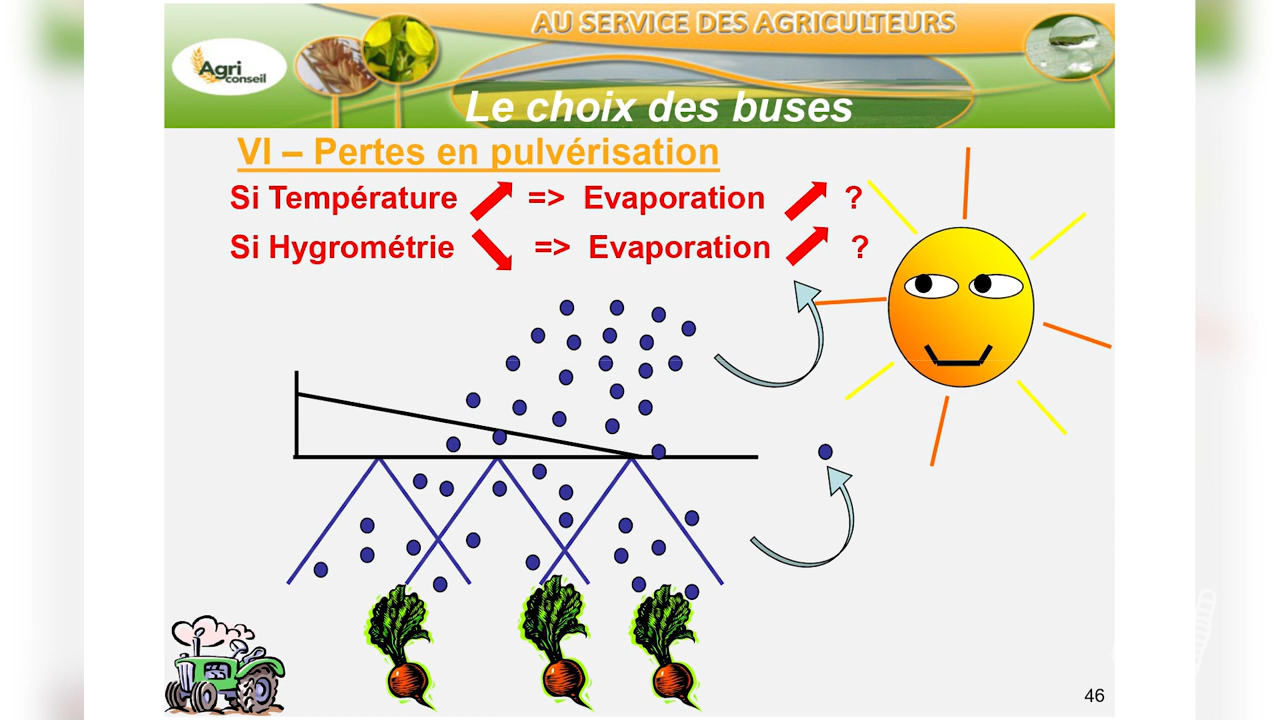 AU SERVICE DES AGRICULTEURS
Agri
conseil
Le choix des buses
VI – Pertes en pulvérisation
Si Température => Evaporation ?
Si Hygrométrie => Evaporation ?
46